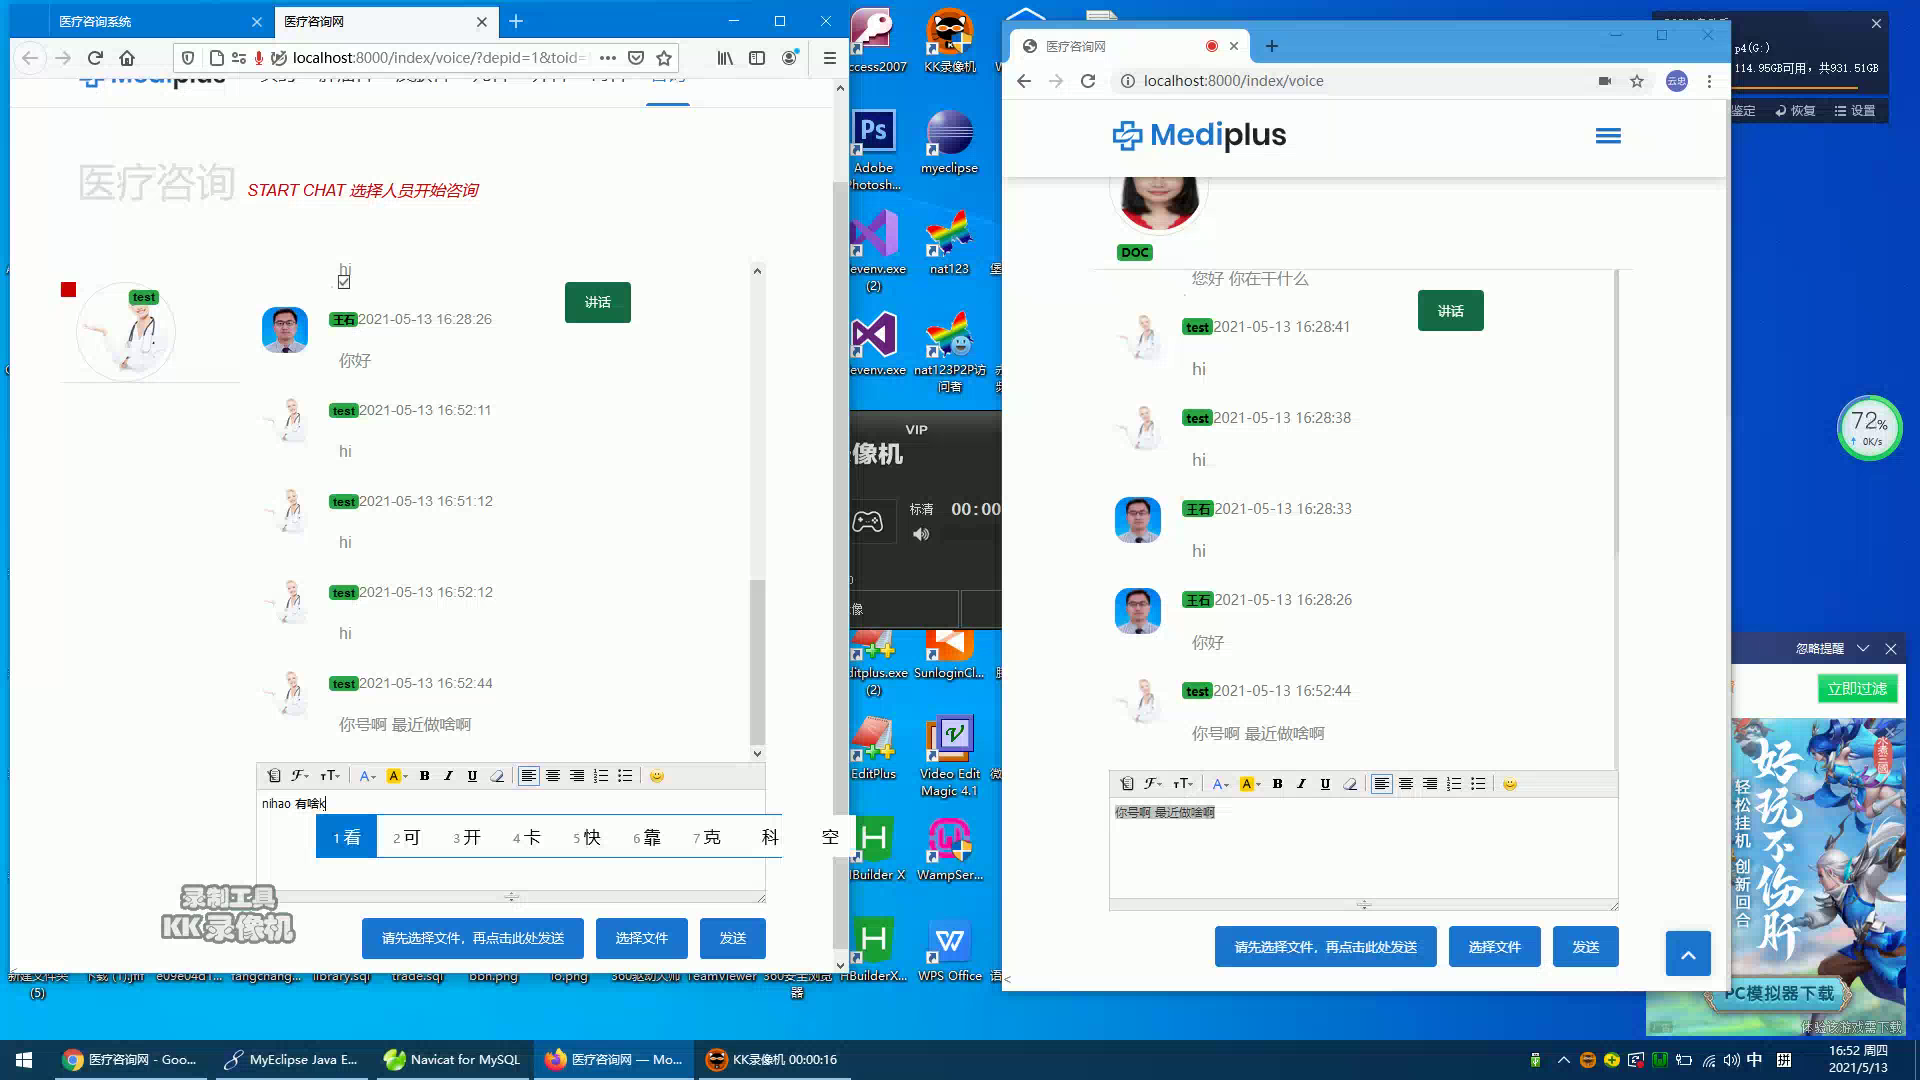 医疗咨询系统
医疗咨询网
localhost:8000/index/voice/?depid=1&toid=
医疗咨询
START CHAT 选择人员开始咨询
test
hi
王石 2021-05-13 16:28:26
讲话
你好
test 2021-05-13 16:52:11
hi
test 2021-05-13 16:51:12
hi
test 2021-05-13 16:52:12
hi
test 2021-05-13 16:52:44
你号啊 最近做啥啊
nihao 有啥k
1 看 2 可 3 开 4 卡 5 快 6 靠 7 克 科 空
录制工具
KK录像机
请先选择文件，再点击此处发送
选择文件
发送
(5)
library.sql
trade.sql
bbn.png
lo.png
360驱动大师
TeamViewer
360安全浏览器
ccess2007
KK录像机
Adobe
Photosh...
myeclipse
evenv.exe
(2)
nat123
evenv.exe
nat123P2P访问者
VIP
像机
标清
00:00
像
ditplus.exe
(2)
SunloginCl...
EditPlus
Video Edit
Magic 4.1
HBuilder X
WampSer...
HBuilderX...
WPS Office
医疗咨询网
localhost:8000/index/voice
云忠
Mediplus
DOC
您好 你在干什么
讲话
test 2021-05-13 16:28:41
hi
test 2021-05-13 16:28:38
hi
王石 2021-05-13 16:28:33
hi
王石 2021-05-13 16:28:26
你好
test 2021-05-13 16:52:44
你号啊 最近做啥啊
你号啊 最近做啥啊
请先选择文件，再点击此处发送
选择文件
发送
p4(G:)
114.95GB可用，共931.51GB
鉴定
恢复
设置
72%
0K/s
忽略提醒
立即过滤
水煮三國
好玩不伤肝
轻松挂机 创新回合
PC模拟器下载
体验该游戏需下载
医疗咨询网 - Goo...
MyEclipse Java E...
Navicat for MySQL
医疗咨询网 — Mo...
KK录像机 00:00:16
中
拼
16:52 周四
2021/5/13